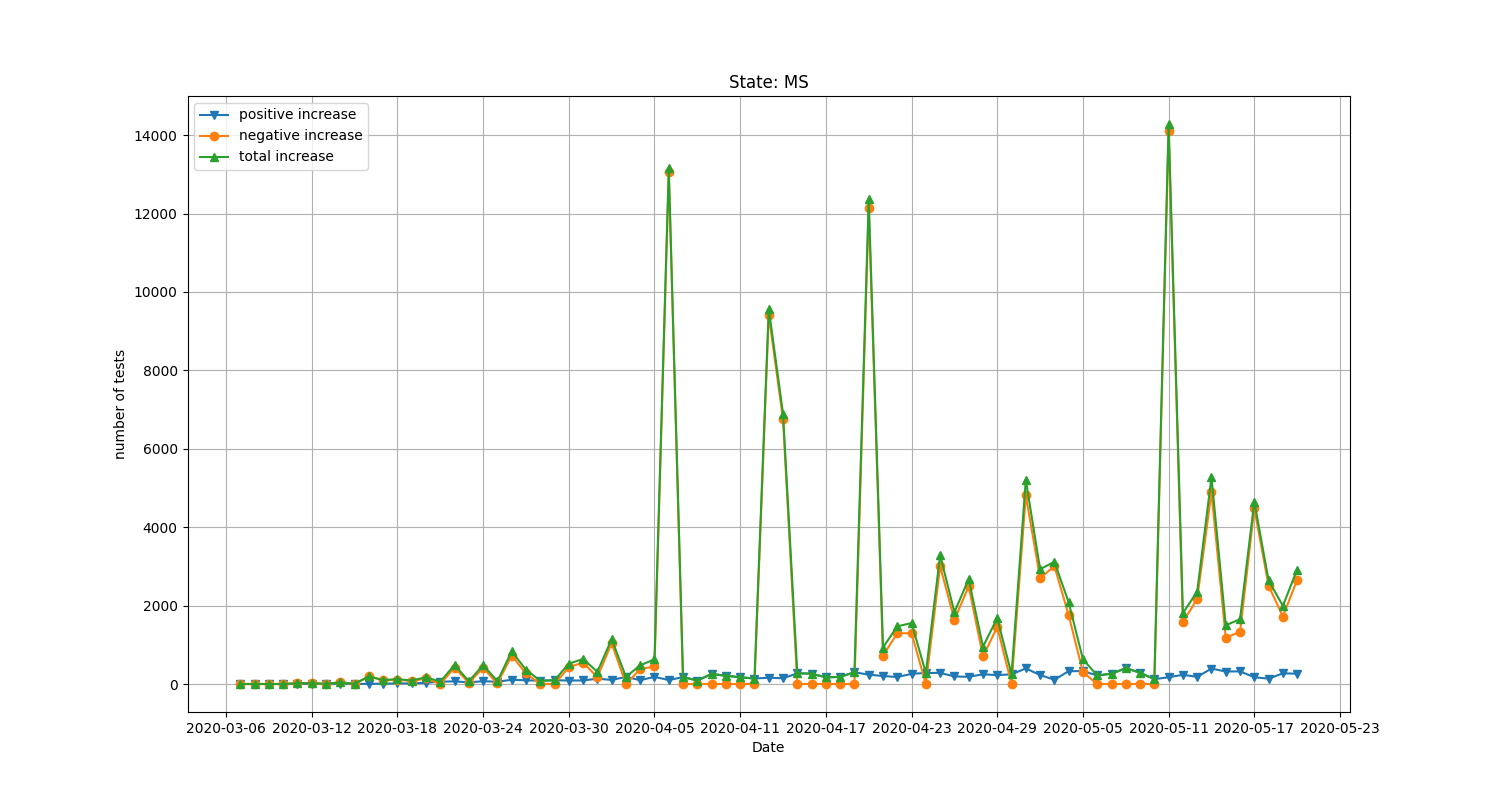 State: MS
positive increase
negative increase
total increase
14000
12000
10000
8000
6000
4000
2000
0
number of tests
2020-03-06 2020-03-12 2020-03-18 2020-03-24 2020-03-30 2020-04-05 2020-04-11 2020-04-17 2020-04-23 2020-04-29 2020-05-05 2020-05-11 2020-05-17 2020-05-23
Date